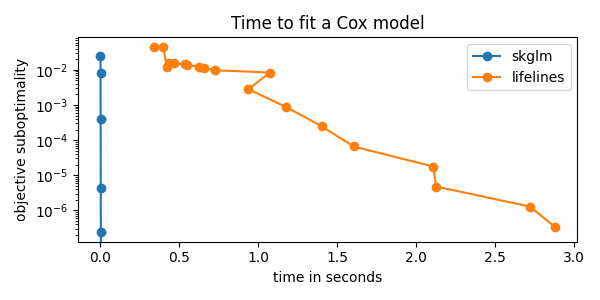 Time to fit a Cox model
objective suboptimality
10⁻²
10⁻³
10⁻⁴
10⁻⁵
10⁻⁶
skglm
lifelines
0.0 0.5 1.0 1.5 2.0 2.5 3.0
time in seconds